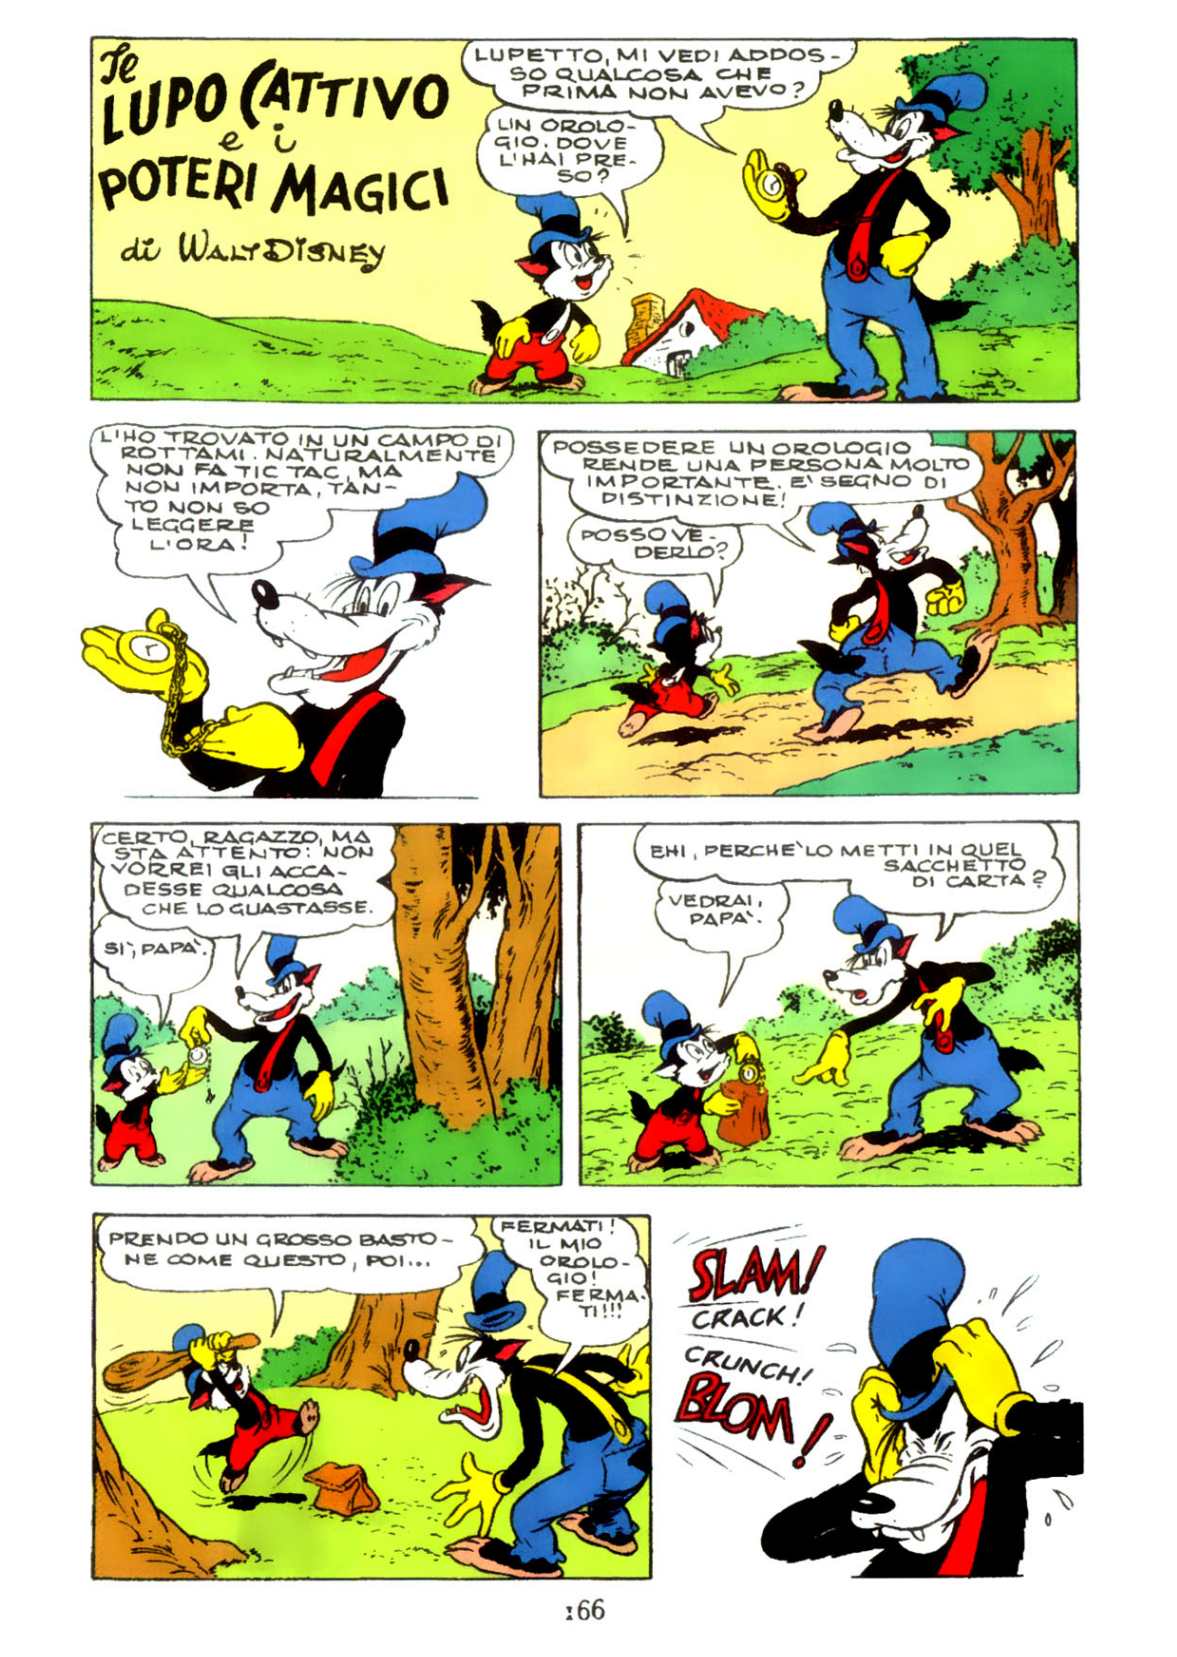 Te
LUPO CATTIVO
e i
POTERI MAGICI
di WALT DISNEY
LUPETTO, MI VEDI ADDOS-
SO QUALCOSA CHE
PRIMA NON AVEVO?
UN OROLO-
GIO. DOVE
L'HAI PRE-
SO?
L'HO TROVATO IN UN CAMPO DI
ROTTAMI. NATURALMENTE
NON FA TIC TAC, MA
NON IMPORTA, TAN-
TO NON SO
LEGGERE
L'ORA!
POSSEDERE UN OROLOGIO
RENDE UNA PERSONA MOLTO
IMPORTANTE. E' SEGNO DI
DISTINZIONE!
POSSO VE-
DERLO?
CERTO, RAGAZZO, MA
STA ATTENTO: NON
VORREI GLI ACCA-
DESSE QUALCOSA
CHE LO GUASTASSE.
SI', PAPA'.
EHI, PERCHE' LO METTI IN QUEL
SACCHETTO
DI CARTA?
VEDRAI,
PAPA'.
PRENDO UN GROSSO BASTO-
NE COME QUESTO, POI...
FERMATI!
IL MIO
OROLO-
GIO!
FERMA-
TI!!!
SLAM!
CRACK!
CRUNCH!
BLOM!
166